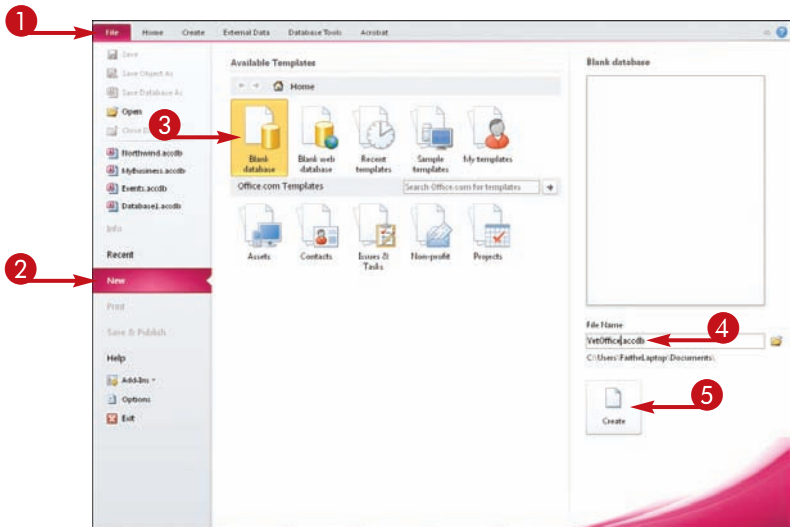 1
File Home Create External Data Database Tools Acrobat
Save
Save Object As
Save Database As
Open
Close D
Northwind.accdb
MyBusiness.accdb
Events.accdb
Database1.accdb
Info
Recent
2
New
Print
Save & Publish
Help
Add-Ins
Options
Exit
Available Templates
Home
3
Blank database
Blank web database
Recent templates
Sample templates
My templates
Office.com Templates
Search Office.com for templates
Assets
Contacts
Issues & Tasks
Non-profit
Projects
Blank database
File Name
4
VetOffice.accdb
C:\Users\FaitheLaptop\Documents\
5
Create